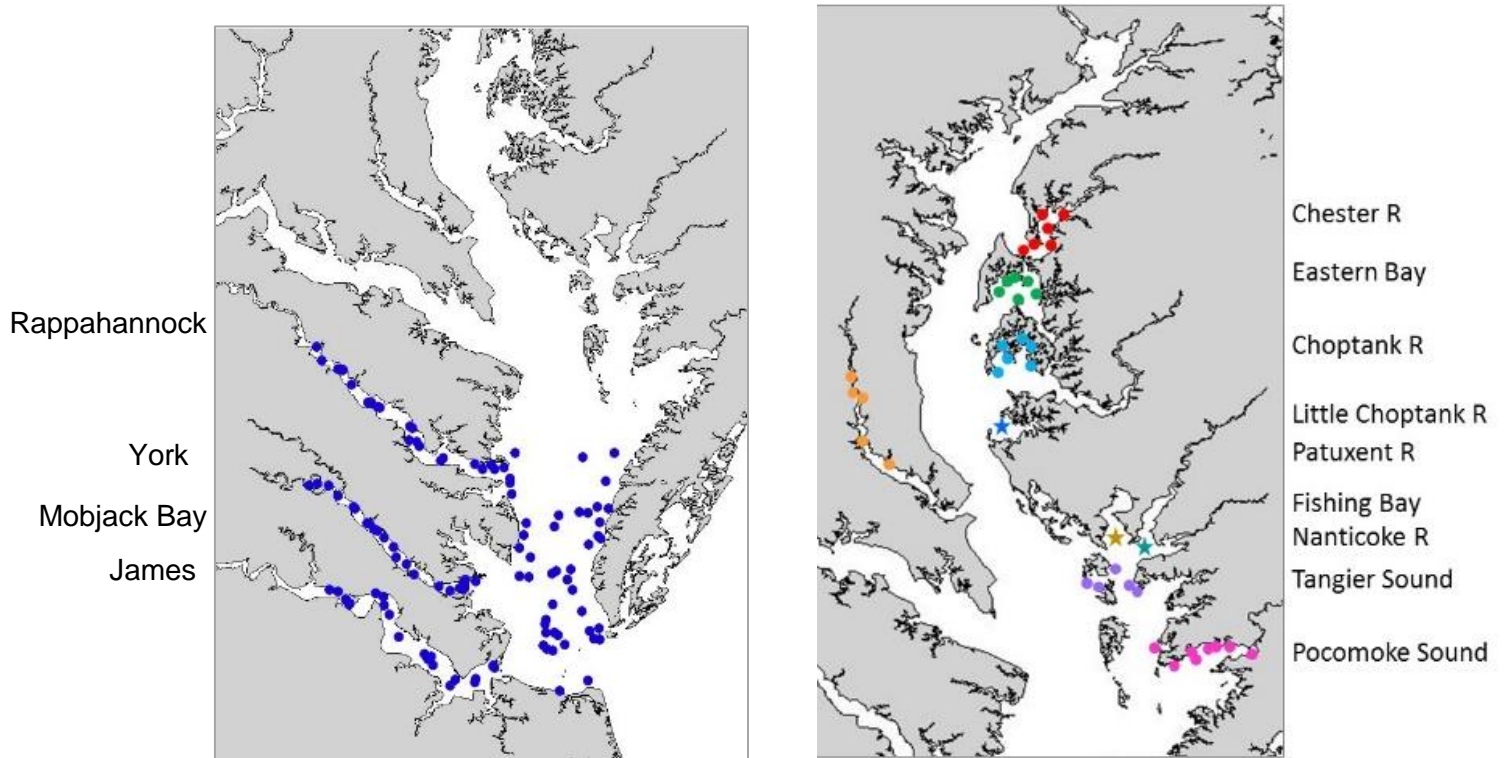 Rappahannock
York
Mobjack Bay
James
Chester R
Eastern Bay
Choptank R
Little Choptank R
Patuxent R
Fishing Bay
Nanticoke R
Tangier Sound
Pocomoke Sound